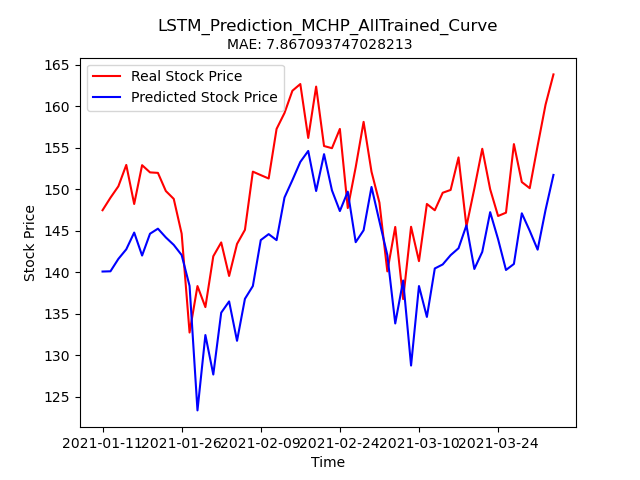 LSTM_Prediction_MCHP_AllTrained_Curve
MAE: 7.867093747028213
Real Stock Price
Predicted Stock Price
165
160
155
150
145
140
135
130
125
Stock Price
2021-01-11
2021-01-26
2021-02-09
2021-02-24
2021-03-10
2021-03-24
Time